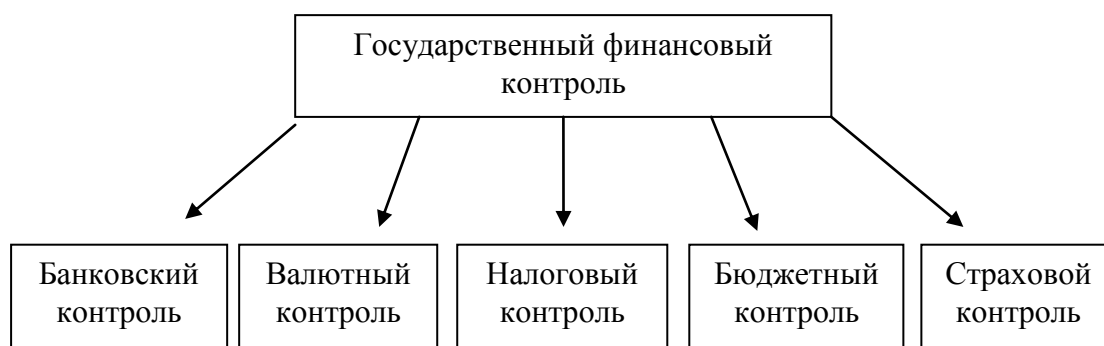 Государственный финансовый
контроль
Банковский
контроль
Валютный
контроль
Налоговый
контроль
Бюджетный
контроль
Страховой
контроль